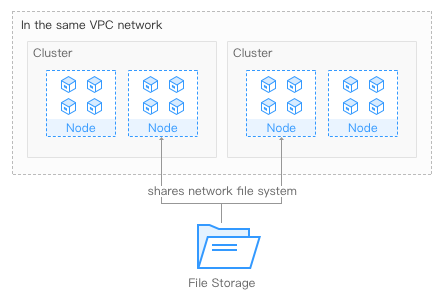 In the same VPC network
Cluster
Cluster
Node
Node
Node
Node
shares network file system
File Storage